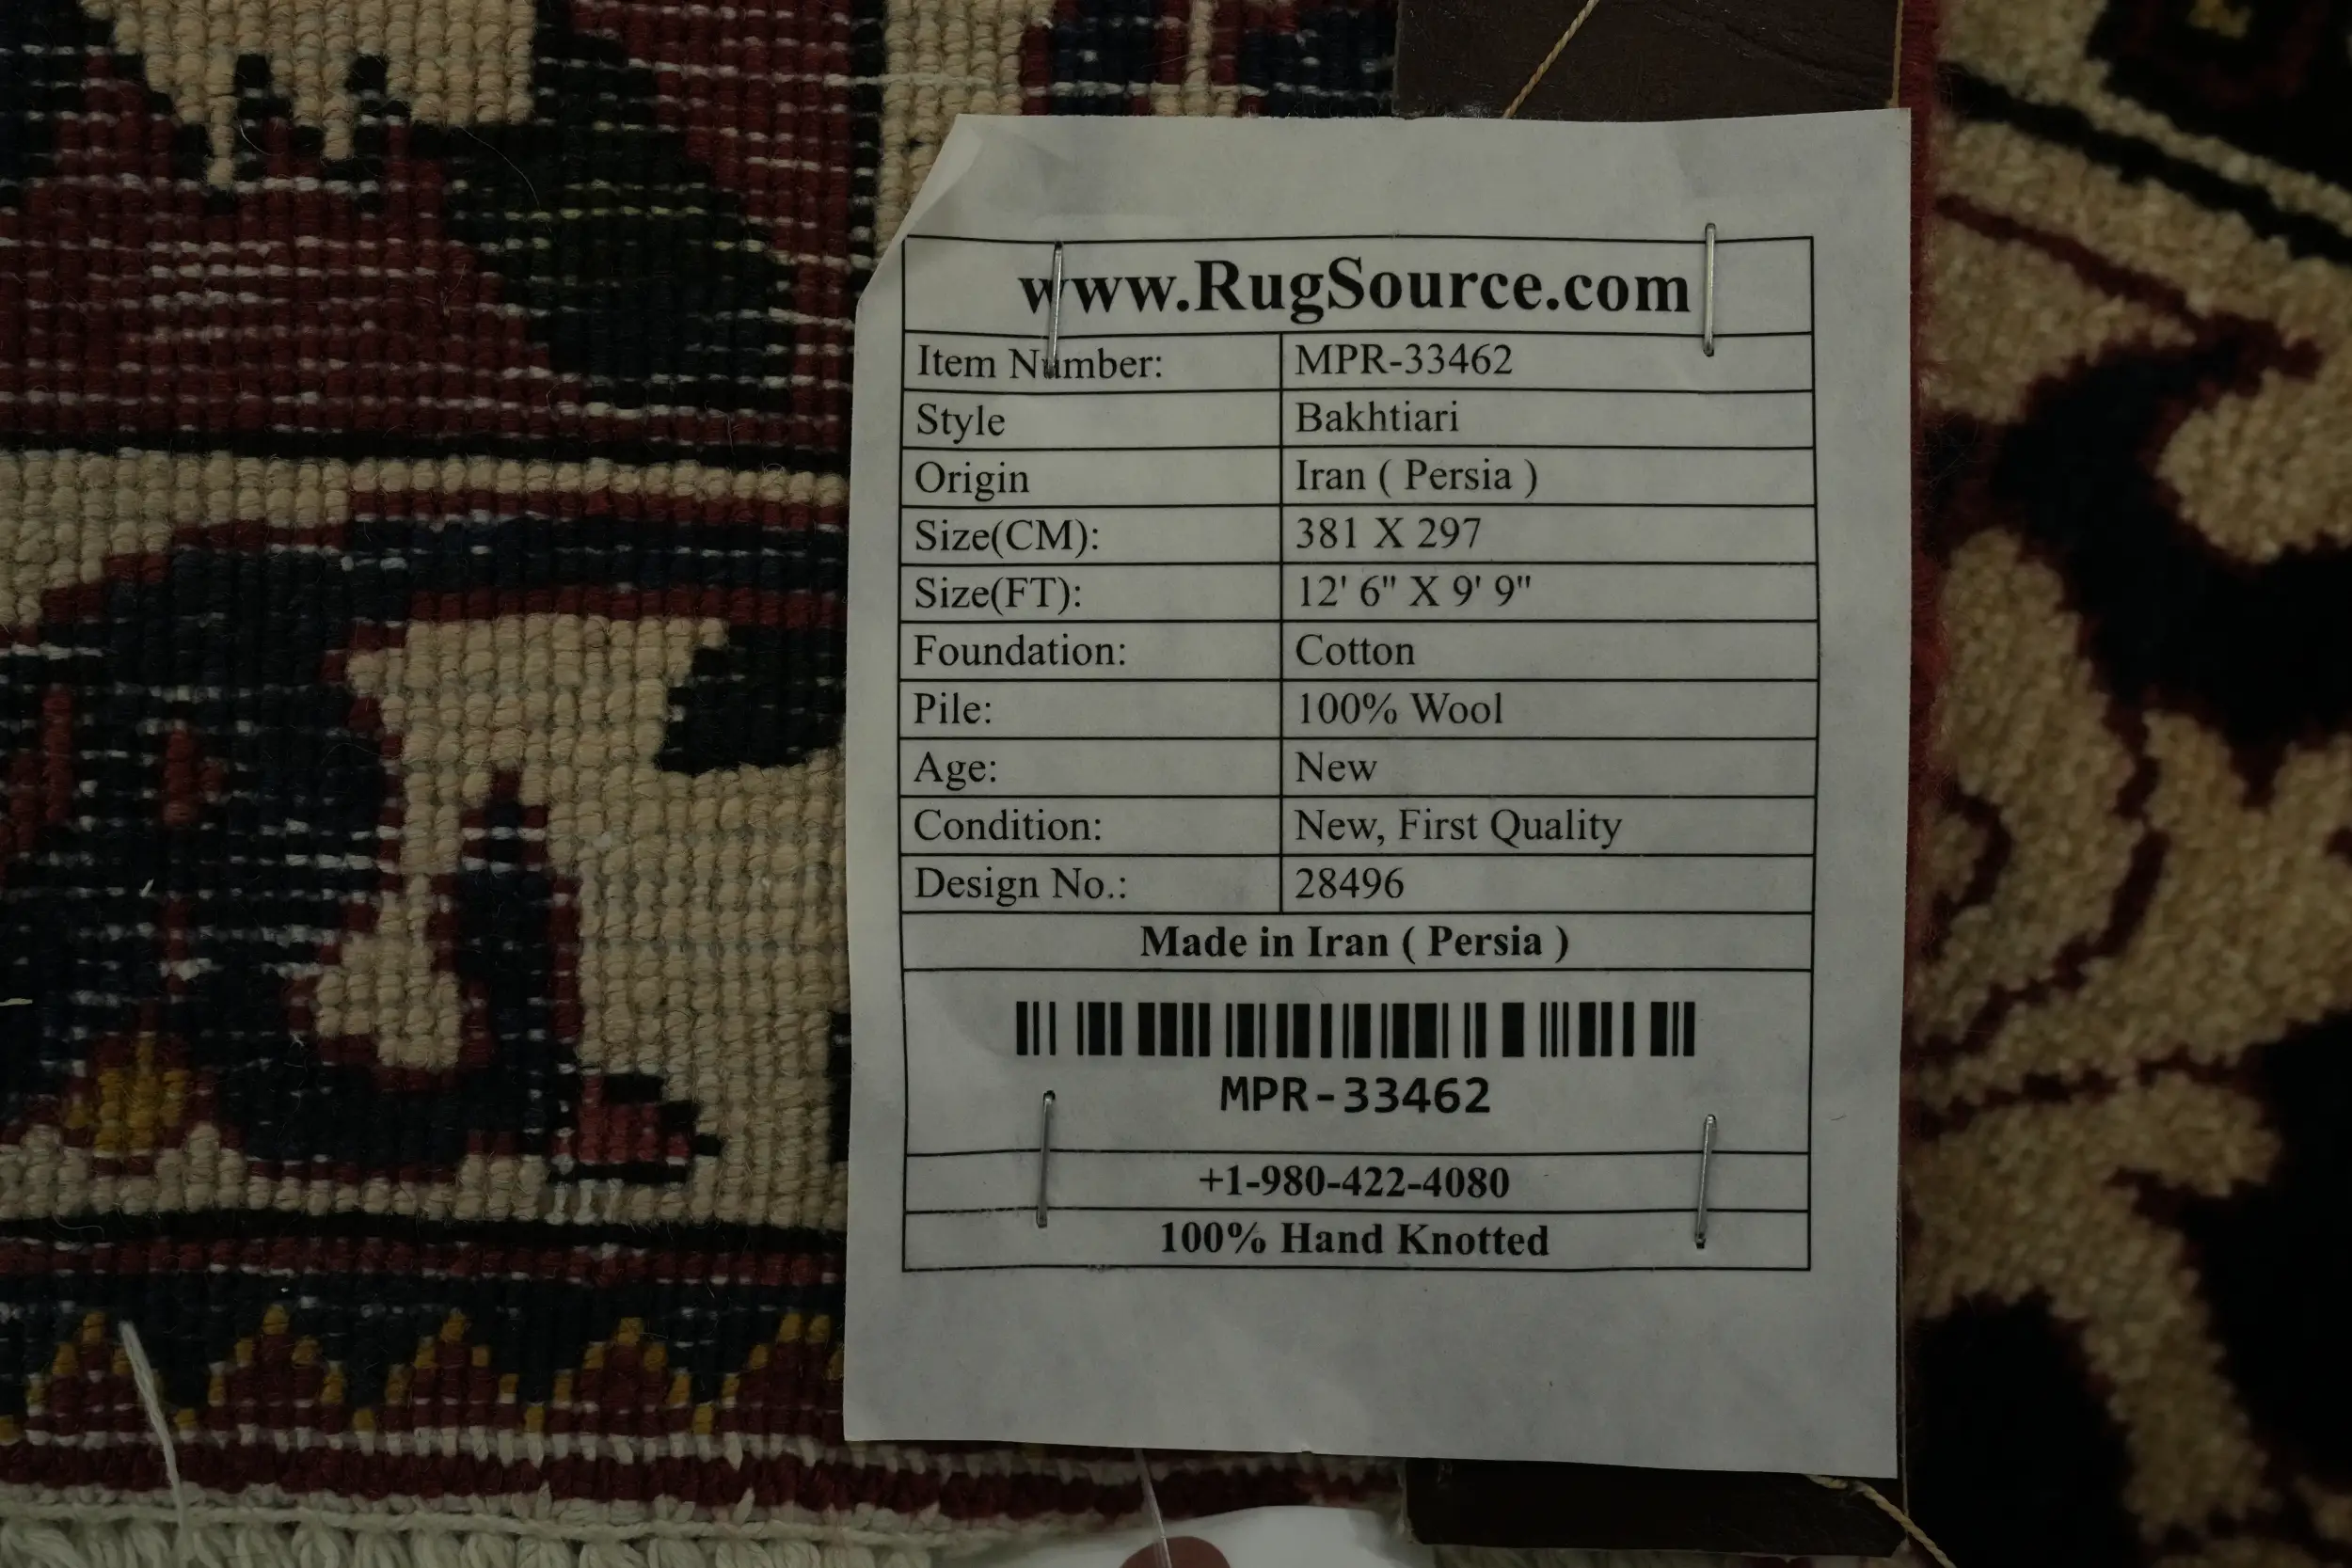 www.RugSource.com
Item Number: MPR-33462
Style Bakhtiari
Origin Iran ( Persia )
Size(CM): 381 X 297
Size(FT): 12' 6" X 9' 9"
Foundation: Cotton
Pile: 100% Wool
Age: New
Condition: New, First Quality
Design No.: 28496
Made in Iran ( Persia )
MPR-33462
+1-980-422-4080
100% Hand Knotted